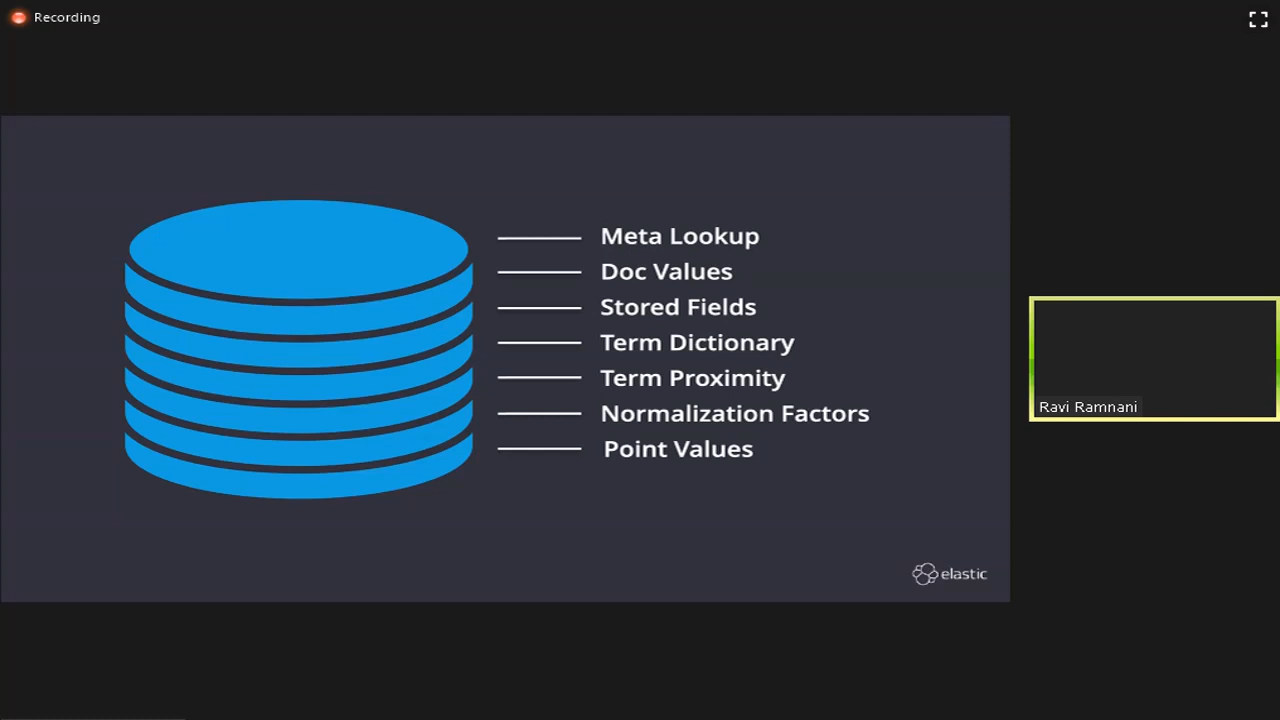 Recording
Meta Lookup
Doc Values
Stored Fields
Term Dictionary
Term Proximity
Normalization Factors
Point Values
Ravi Ramnani
elastic